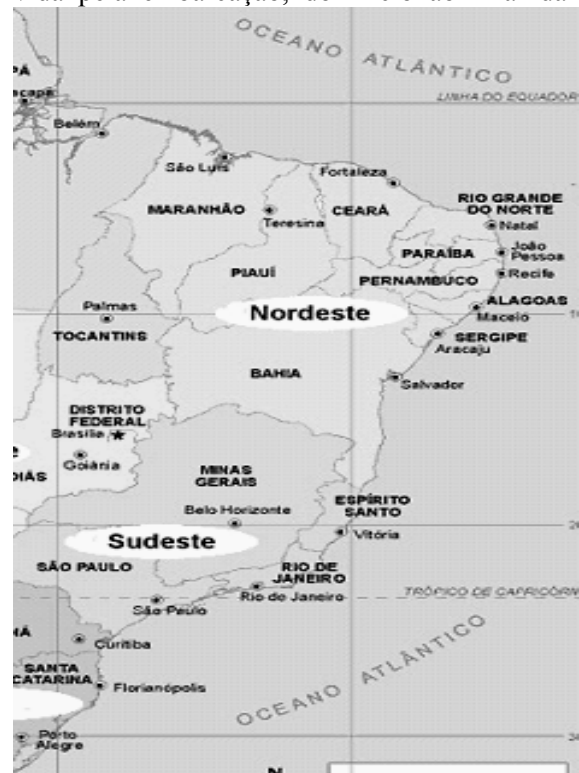 OCEANO ATLÂNTICO
PÁ
LINHA DO EQUADOR
Belém
São Luís
Fortaleza
MARANHÃO
Teresina
CEARÁ
RIO GRANDE
DO NORTE
Natal
PARAÍBA
João
Pessoa
PIAUÍ
PERNAMBUCO
Recife
Palmas
Nordeste
ALAGOAS
Maceió
TOCANTINS
SERGIPE
Aracaju
BAHIA
Salvador
DISTRITO
FEDERAL
Brasília
Goiânia
IÁS
MINAS
GERAIS
Belo Horizonte
ESPÍRITO
SANTO
Vitória
Sudeste
SÃO PAULO
RIO DE
JANEIRO
Rio de Janeiro
TRÓPICO DE CAPRICÓRN
São Paulo
Curitiba
SANTA
CATARINA
Florianópolis
OCEANO ATLÂNTICO
Porto
Alegre